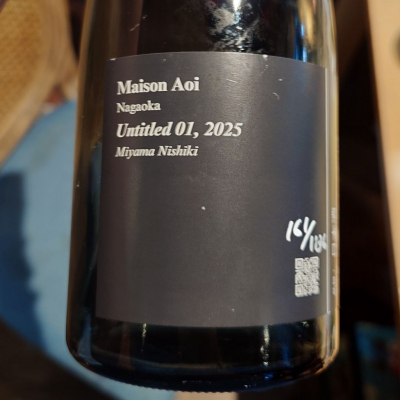 Maison Aoi
Nagaoka
Untitled 01, 2025
Miyama Nishiki